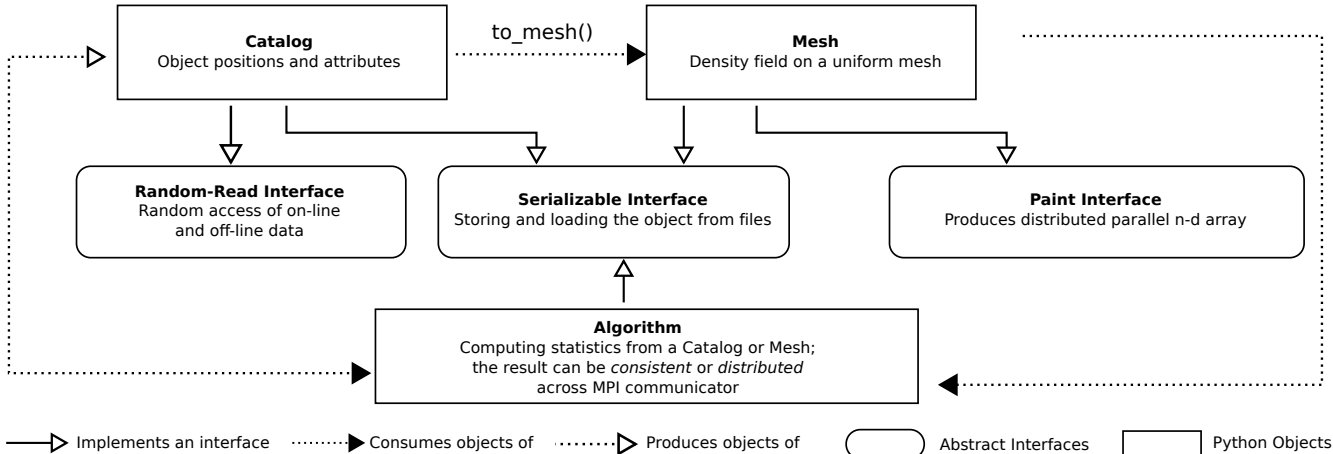 Catalog
Object positions and attributes
to_mesh()
Mesh
Density field on a uniform mesh
Random-Read Interface
Random access of on-line
and off-line data
Serializable Interface
Storing and loading the object from files
Paint Interface
Produces distributed parallel n-d array
Algorithm
Computing statistics from a Catalog or Mesh;
the result can be consistent or distributed
across MPI communicator
Implements an interface
Consumes objects of
Produces objects of
Abstract Interfaces
Python Objects